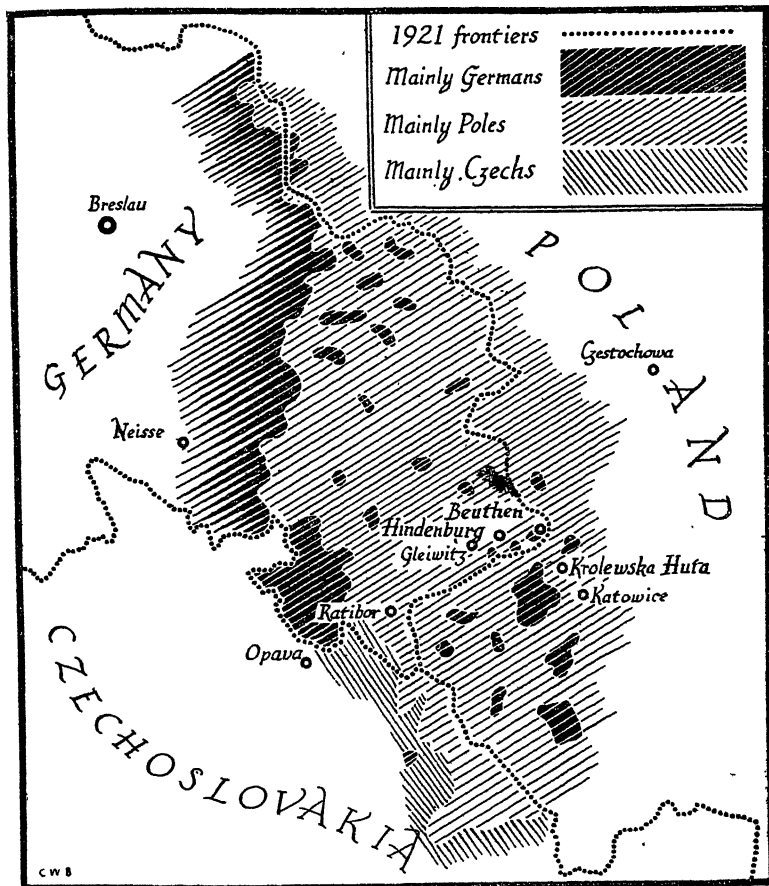 1921 frontiers
Mainly Germans
Mainly Poles
Mainly Czechs
Breslau
GERMANY
POLAND
Częstochowa
Neisse
Beuthen
Hindenburg
Gleiwitz
Krolewska Huta
Katowice
Ratibor
Opava
CZECHOSLOVAKIA
CWB